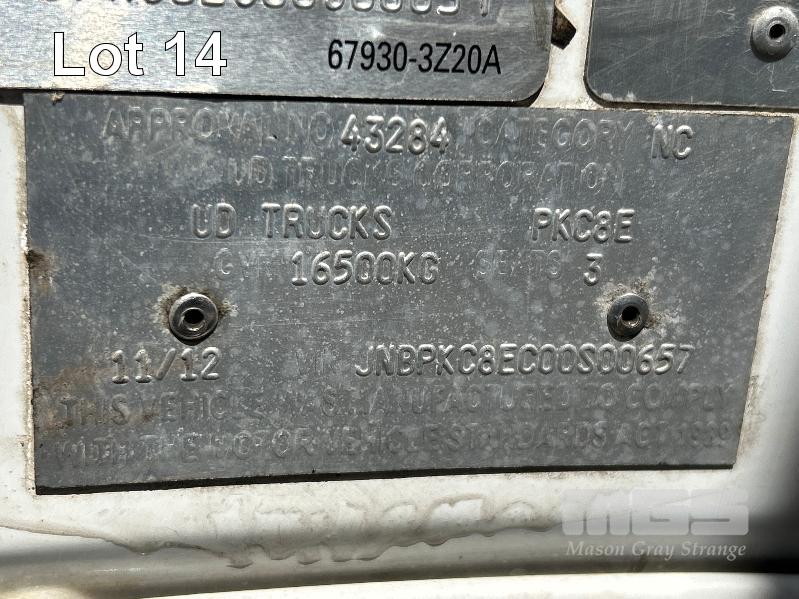 Lot 14
67930-3Z20A
APPROVAL NO 43284 CATEGORY NC
UD TRUCKS CORPORATION
UD TRUCKS PKC8E
GVM 16500KG SEATS 3
11/12 VIN JNBPKC8EC00S00657
THIS VEHICLE WAS MANUFACTURED TO COMPLY
WITH THE MOTOR VEHICLE STANDARDS ACT 1989
MGS
Mason Gray Strange